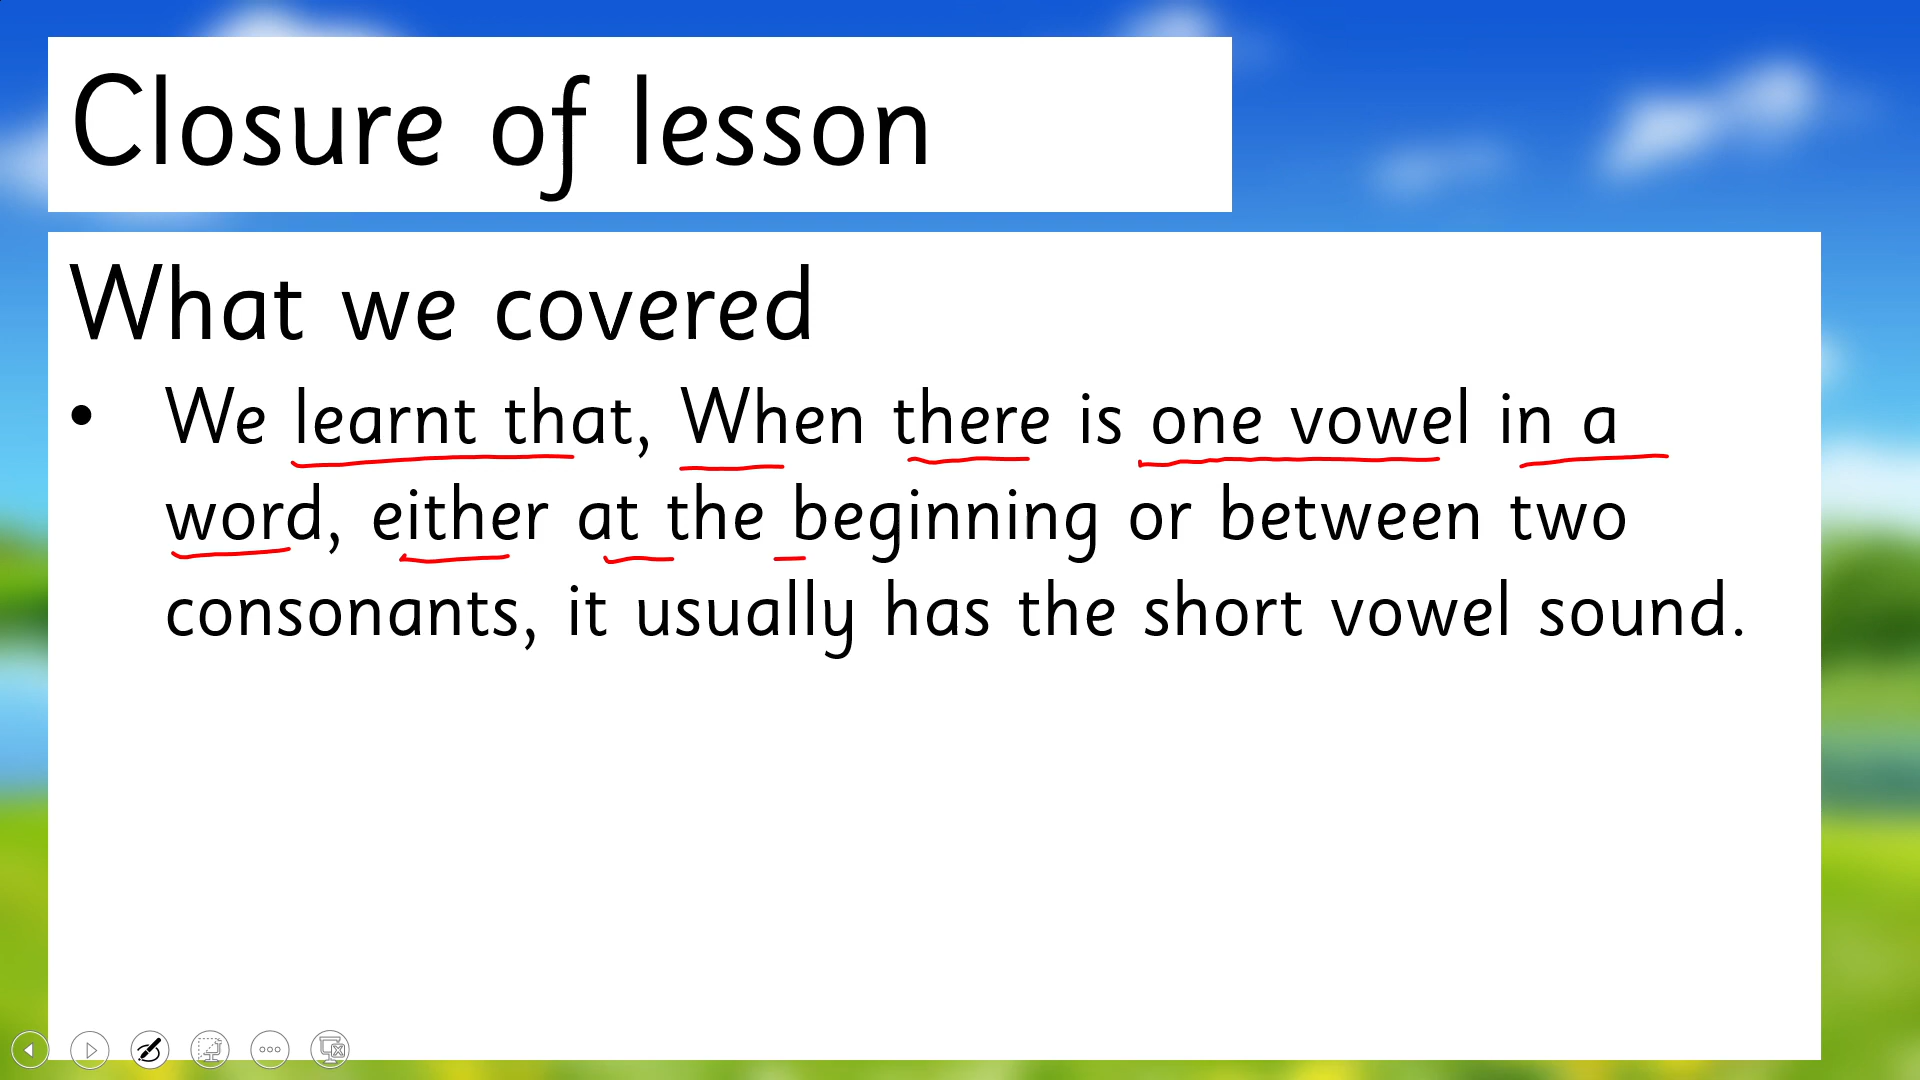 Closure of lesson
What we covered
• We learnt that, When there is one vowel in a
word, either at the beginning or between two
consonants, it usually has the short vowel sound.